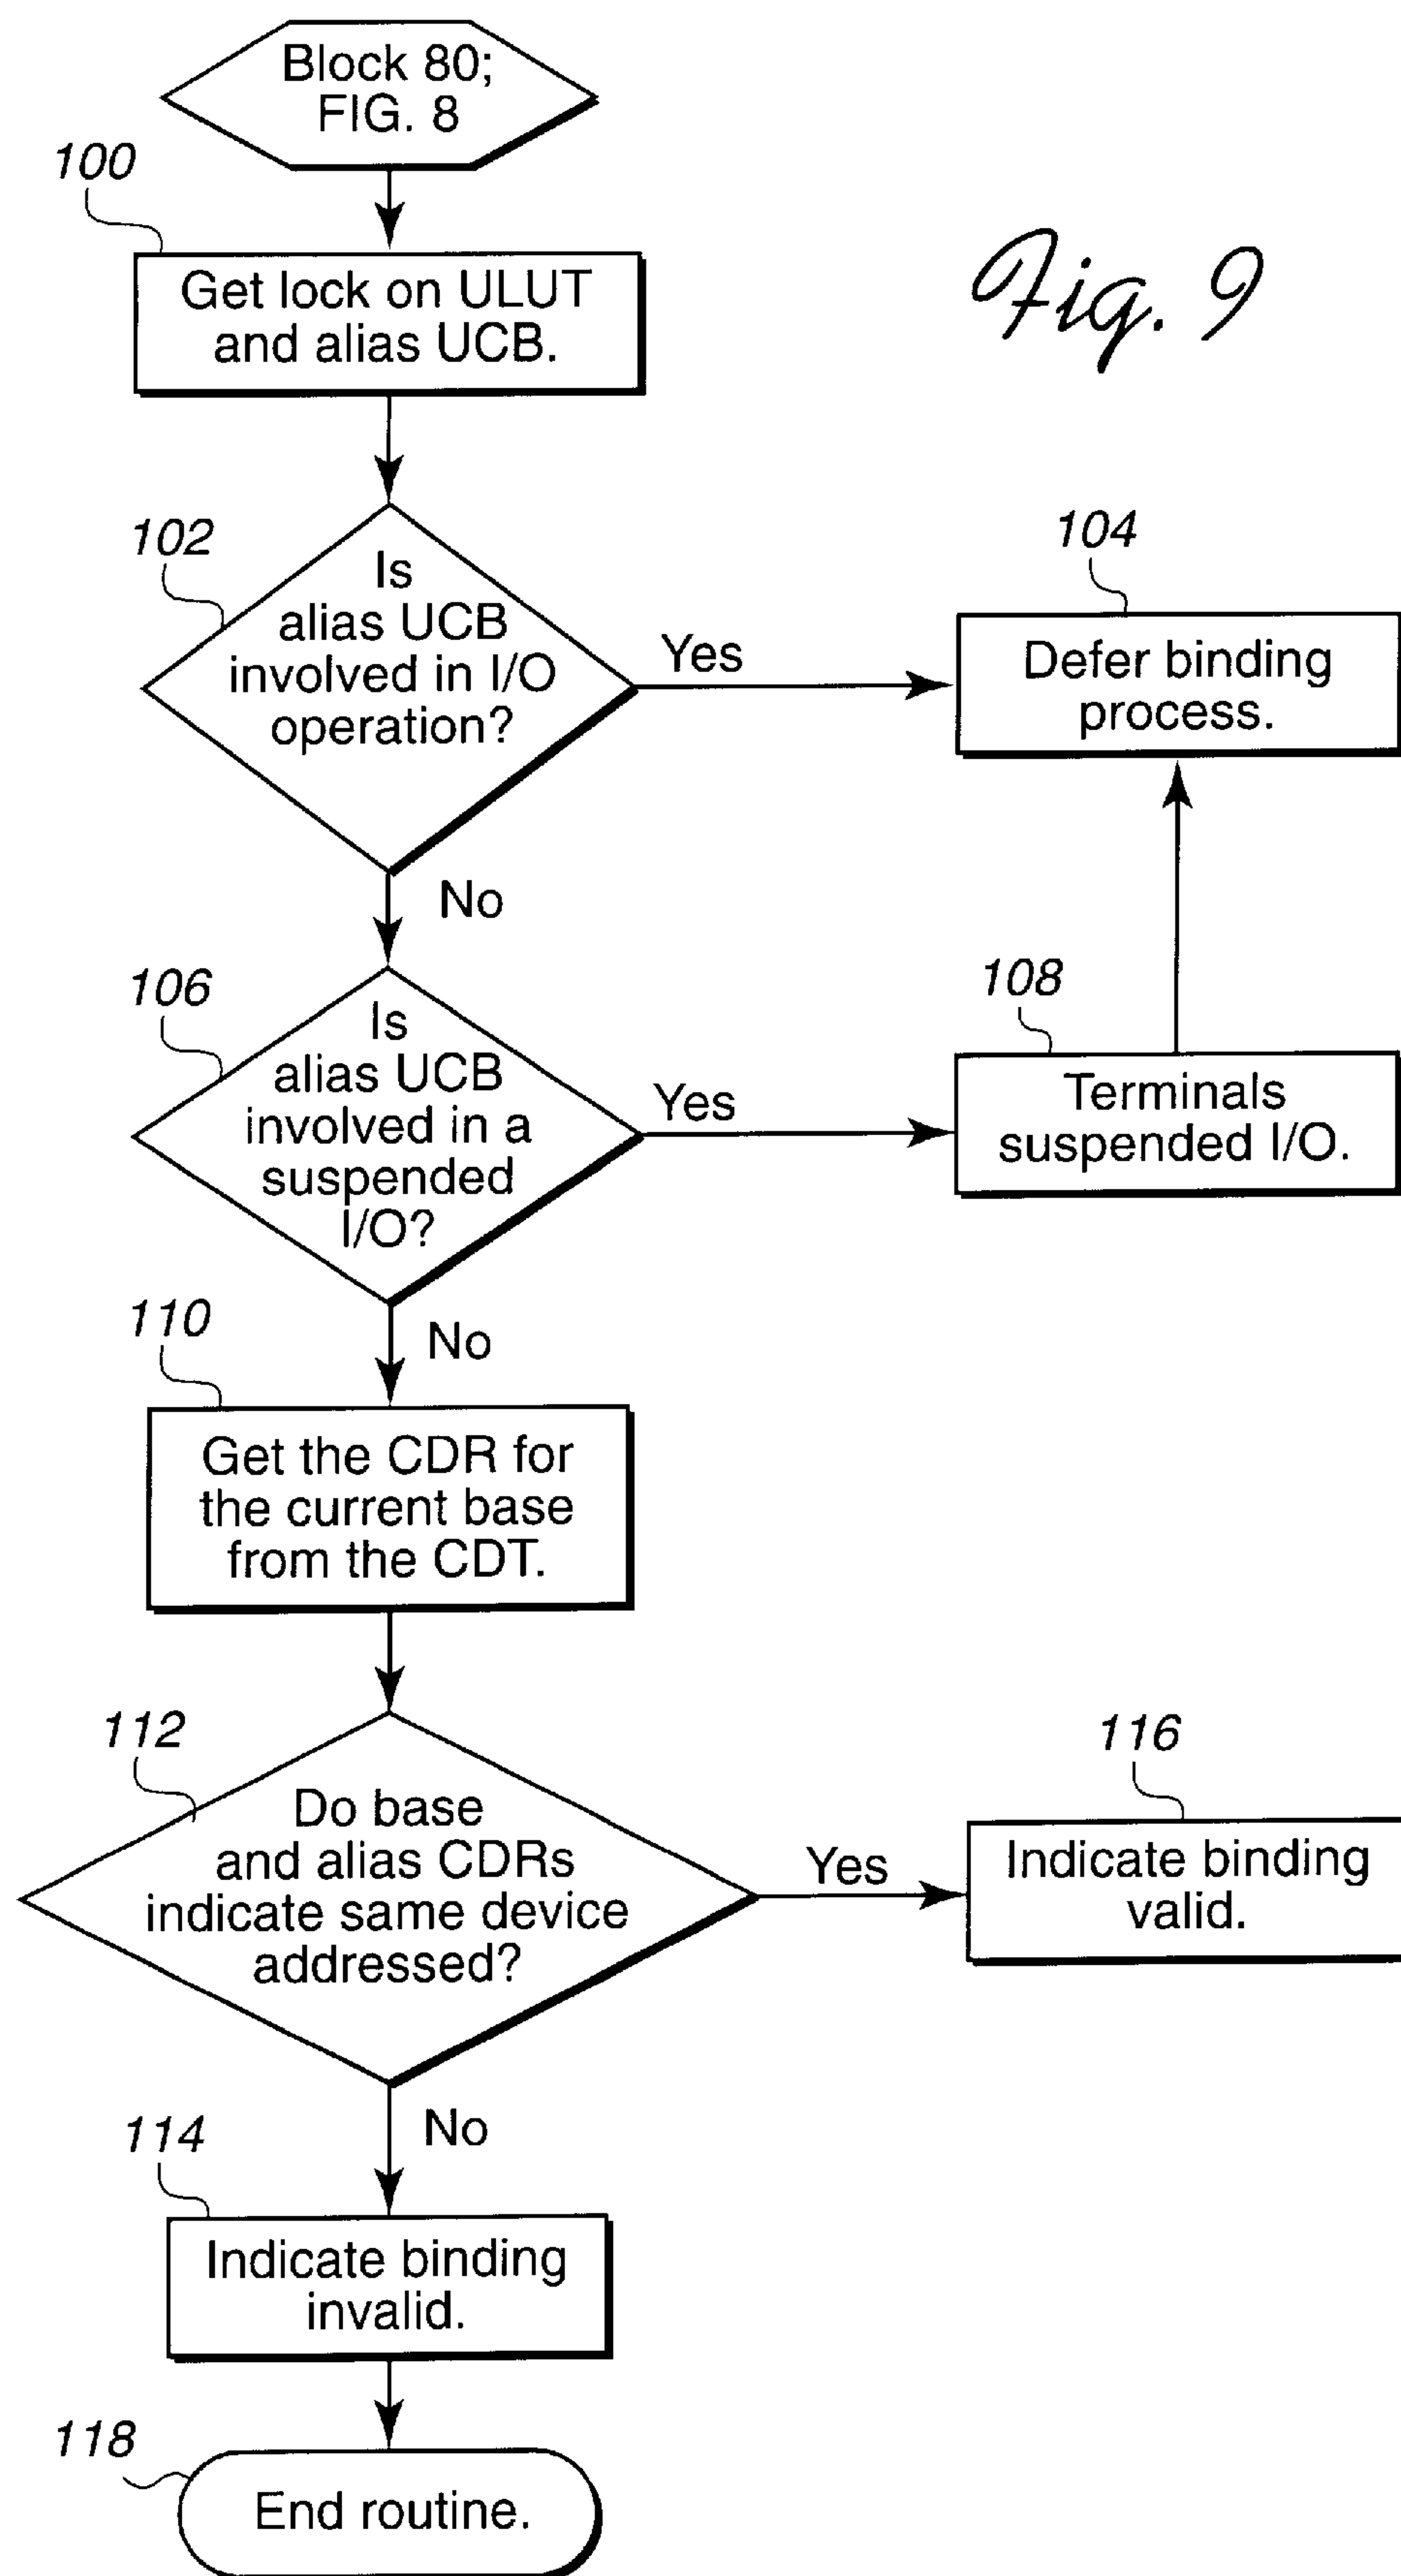 Block 80;
FIG. 8
100
Get lock on ULUT
and alias UCB.
Fig. 9
102
Is
alias UCB
involved in I/O
operation?
Yes
104
Defer binding
process.
No
106
Is
alias UCB
involved in a
suspended
I/O?
Yes
108
Terminals
suspended I/O.
No
110
Get the CDR for
the current base
from the CDT.
112
Do base
and alias CDRs
indicate same device
addressed?
Yes
116
Indicate binding
valid.
No
114
Indicate binding
invalid.
118
End routine.